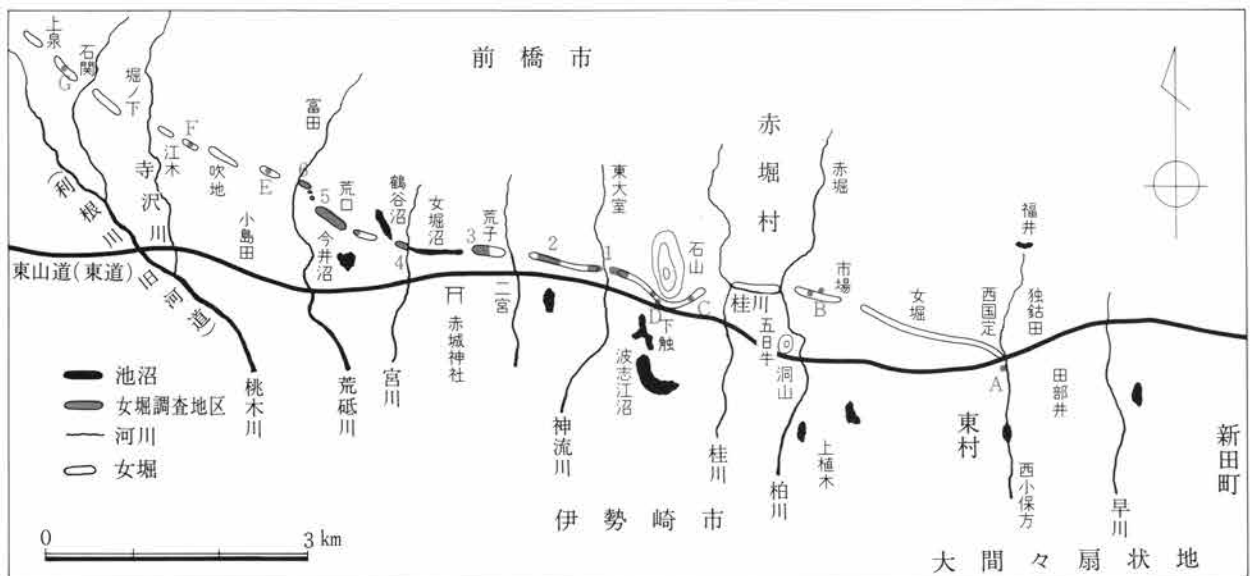 上泉
石関
G
堀ノ下
前橋市
赤堀村
富田
F
江木
寺沢川
吹地
E
6
5
荒口
鶴谷沼
女堀沼
4
3
荒子
2
東大室
1
石山
赤堀
桂川
C
D
下触
波志江沼
五日牛
洞山
市場
B
女堀
西国定
独鈷田
福井
A
田部井
(利根川旧河道)
小島田
今井沼
東山道(東道)
二宮
赤城神社
桃木川
荒砥川
宮川
神流川
桂川
柏川
上植木
東村
西小保方
早川
新田町
伊勢崎市
大間々扇状地
池沼
女堀調査地区
河川
女堀
0 3km